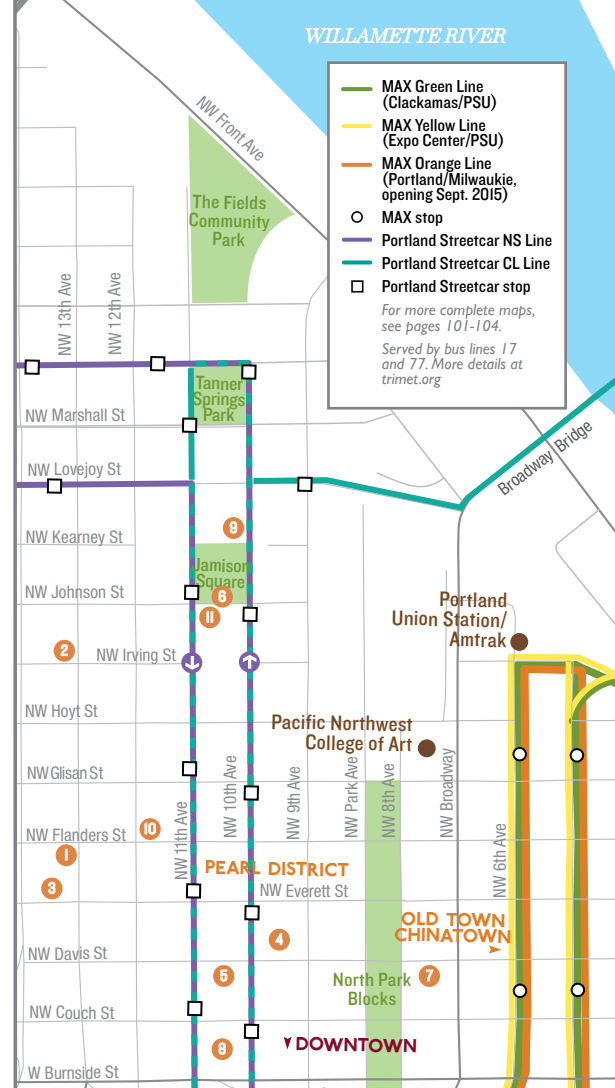 WILLAMETTE RIVER
MAX Green Line
(Clackamas/PSU)
MAX Yellow Line
(Expo Center/PSU)
MAX Orange Line
(Portland/Milwaukie,
opening Sept. 2015)
MAX stop
Portland Streetcar NS Line
Portland Streetcar CL Line
Portland Streetcar stop
For more complete maps,
see pages 101-104.
Served by bus lines 17
and 77. More details at
trimet.org
NW Front Ave
The Fields
Community
Park
NW 13th Ave
NW 12th Ave
Tanner
Springs
Park
NW Marshall St
NW Lovejoy St
Broadway Bridge
9
NW Kearney St
Jamison
Square
NW Johnson St
6
11
Portland
Union Station/
Amtrak
2
NW Irving St
NW Hoyt St
Pacific Northwest
College of Art
NW Glisan St
NW 11th Ave
NW 10th Ave
NW 9th Ave
NW Park Ave
NW 8th Ave
NW Broadway
NW 6th Ave
10
NW Flanders St
1
PEARL DISTRICT
3
NW Everett St
OLD TOWN
CHINATOWN
4
NW Davis St
5
North Park
Blocks
7
NW Couch St
8
DOWNTOWN
W Burnside St